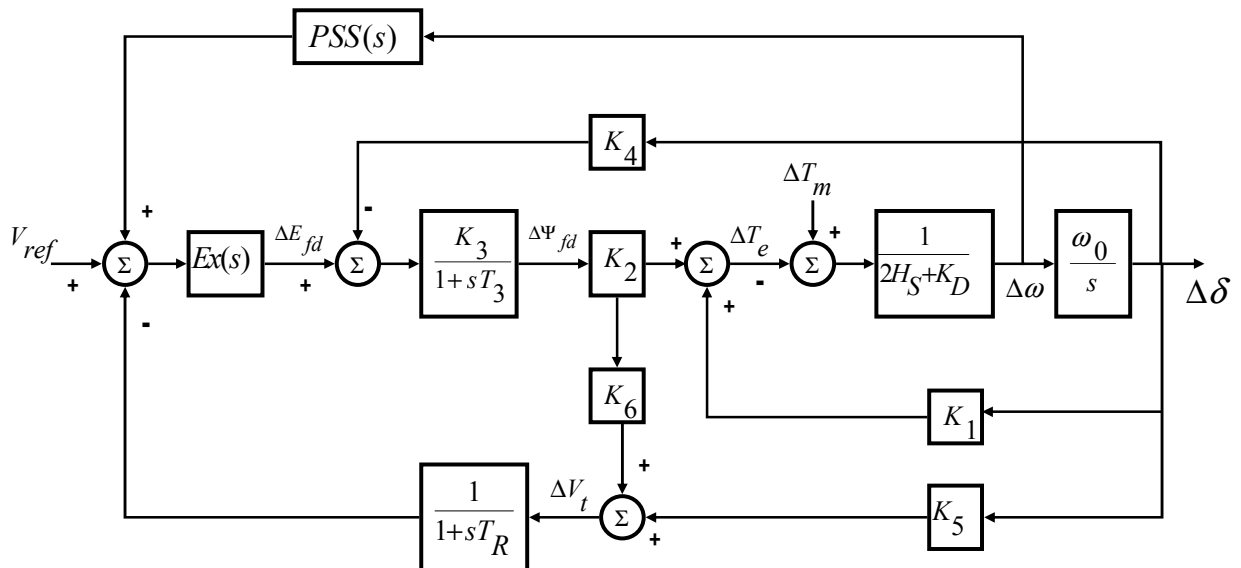 PSS(s)
K4
ΔTm
+
-
Vref
+
Σ
Ex(s)
ΔEfd
+
Σ
K3
1+sT3
ΔΨfd
K2
+
Σ
+
ΔTe
-
+
Σ
1
2HS+KD
Δω
ω0
s
Δδ
-
K6
K1
+
1
1+sTR
ΔVt
Σ
+
K5